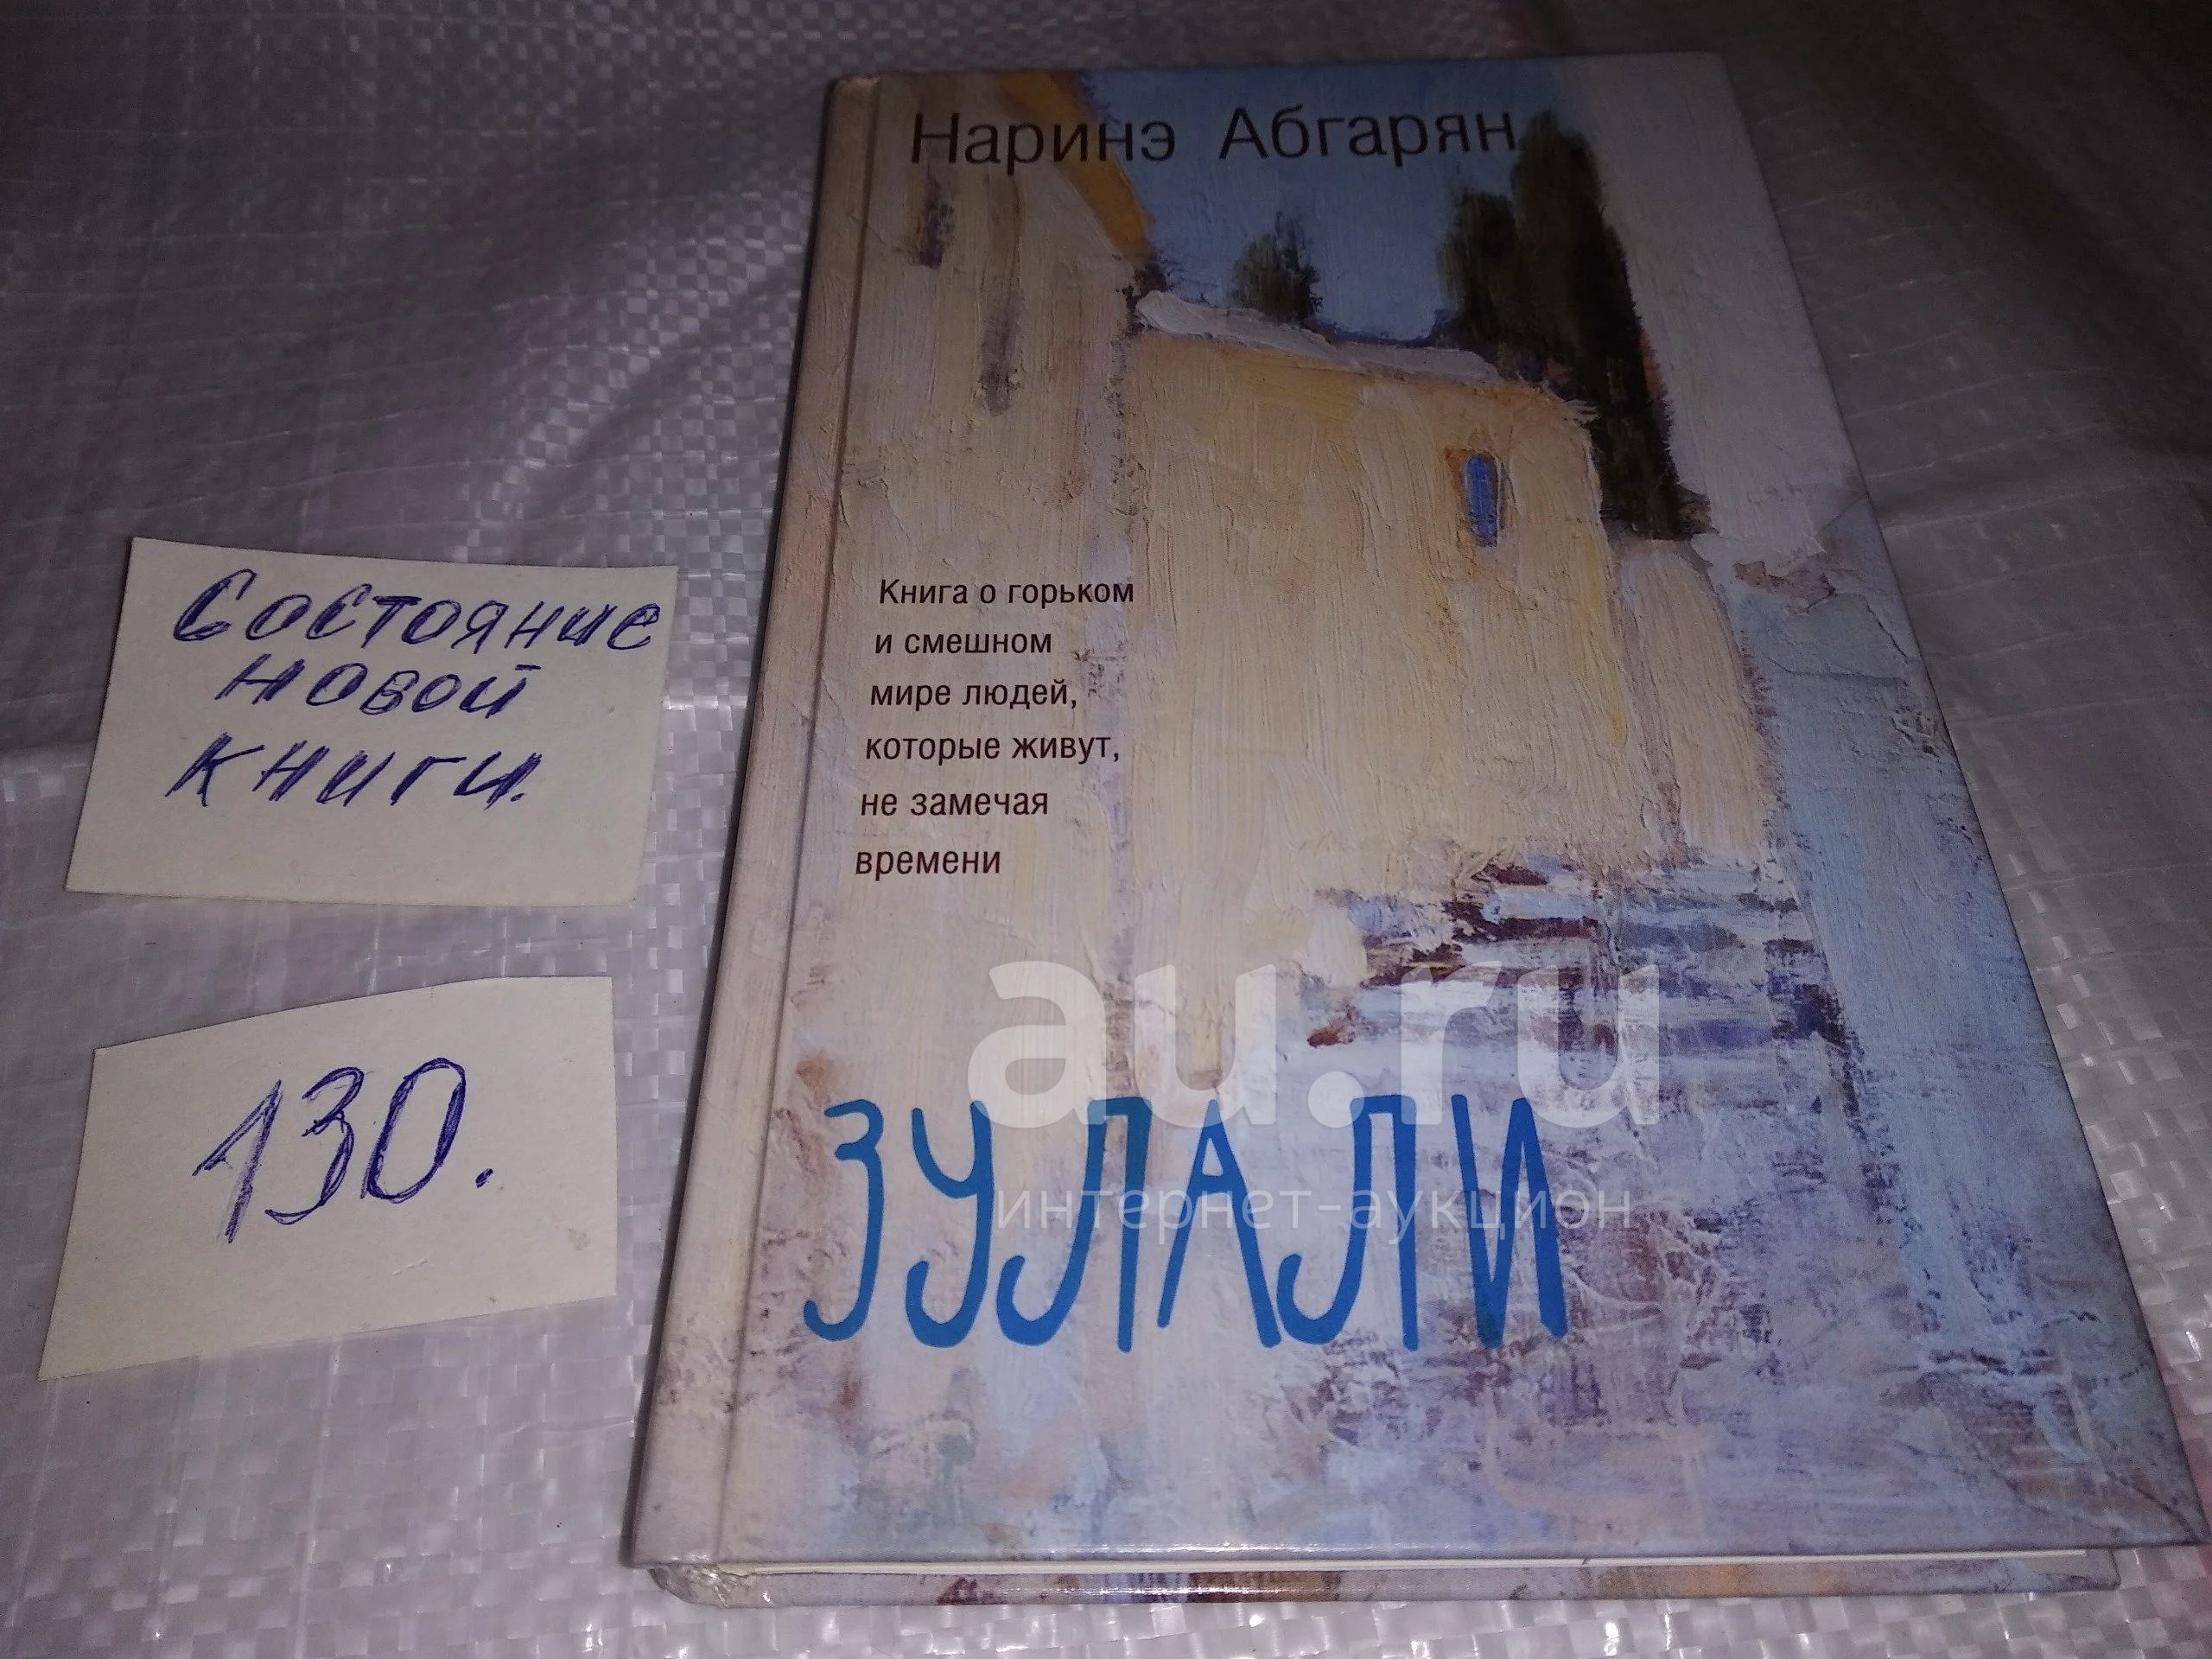 Наринэ Абгарян
Книга о горьком
и смешном
мире людей,
которые живут,
не замечая
времени
ЗУЛАЛИ
au.ru
интернет-аукцион
Состояние
новой
книги.
130.